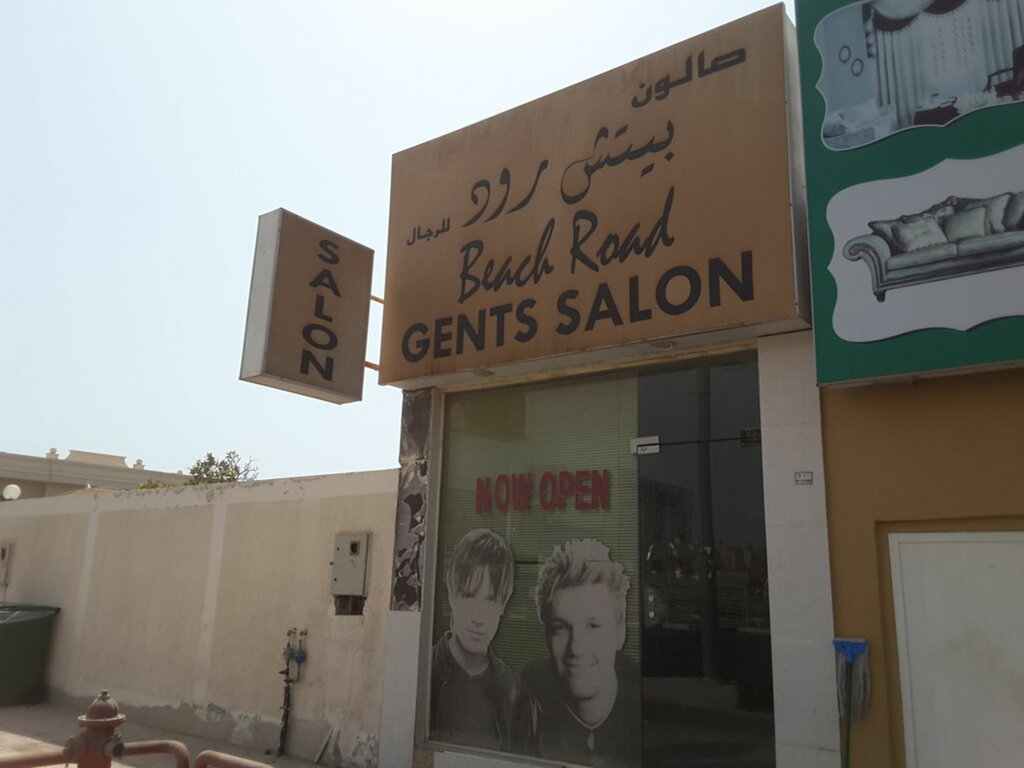 صالون
بيتش رود
للرجال
Beach Road
GENTS SALON
SALON
NOW OPEN